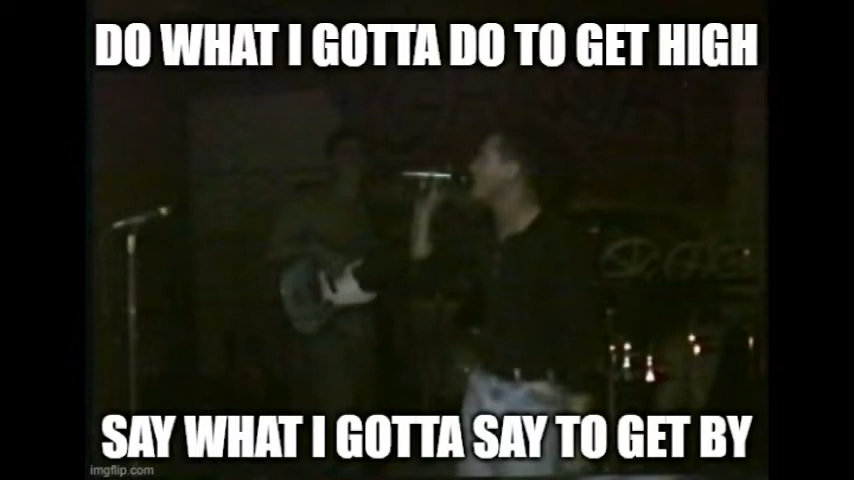 DO WHAT I GOTTA DO TO GET HIGH
SAY WHAT I GOTTA SAY TO GET BY
imgflip.com